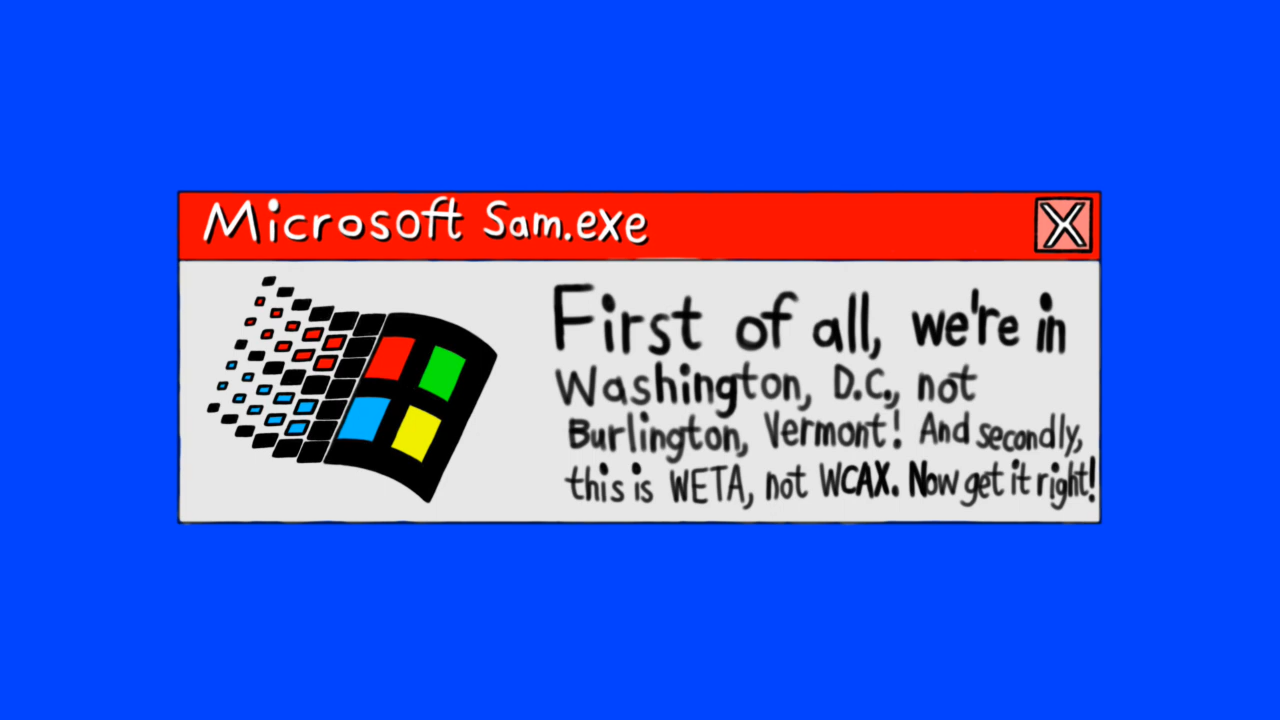 Microsoft Sam.exe X
First of all, we're in
Washington, D.C., not
Burlington, Vermont! And secondly,
this is WETA, not WCAX. Now get it right!